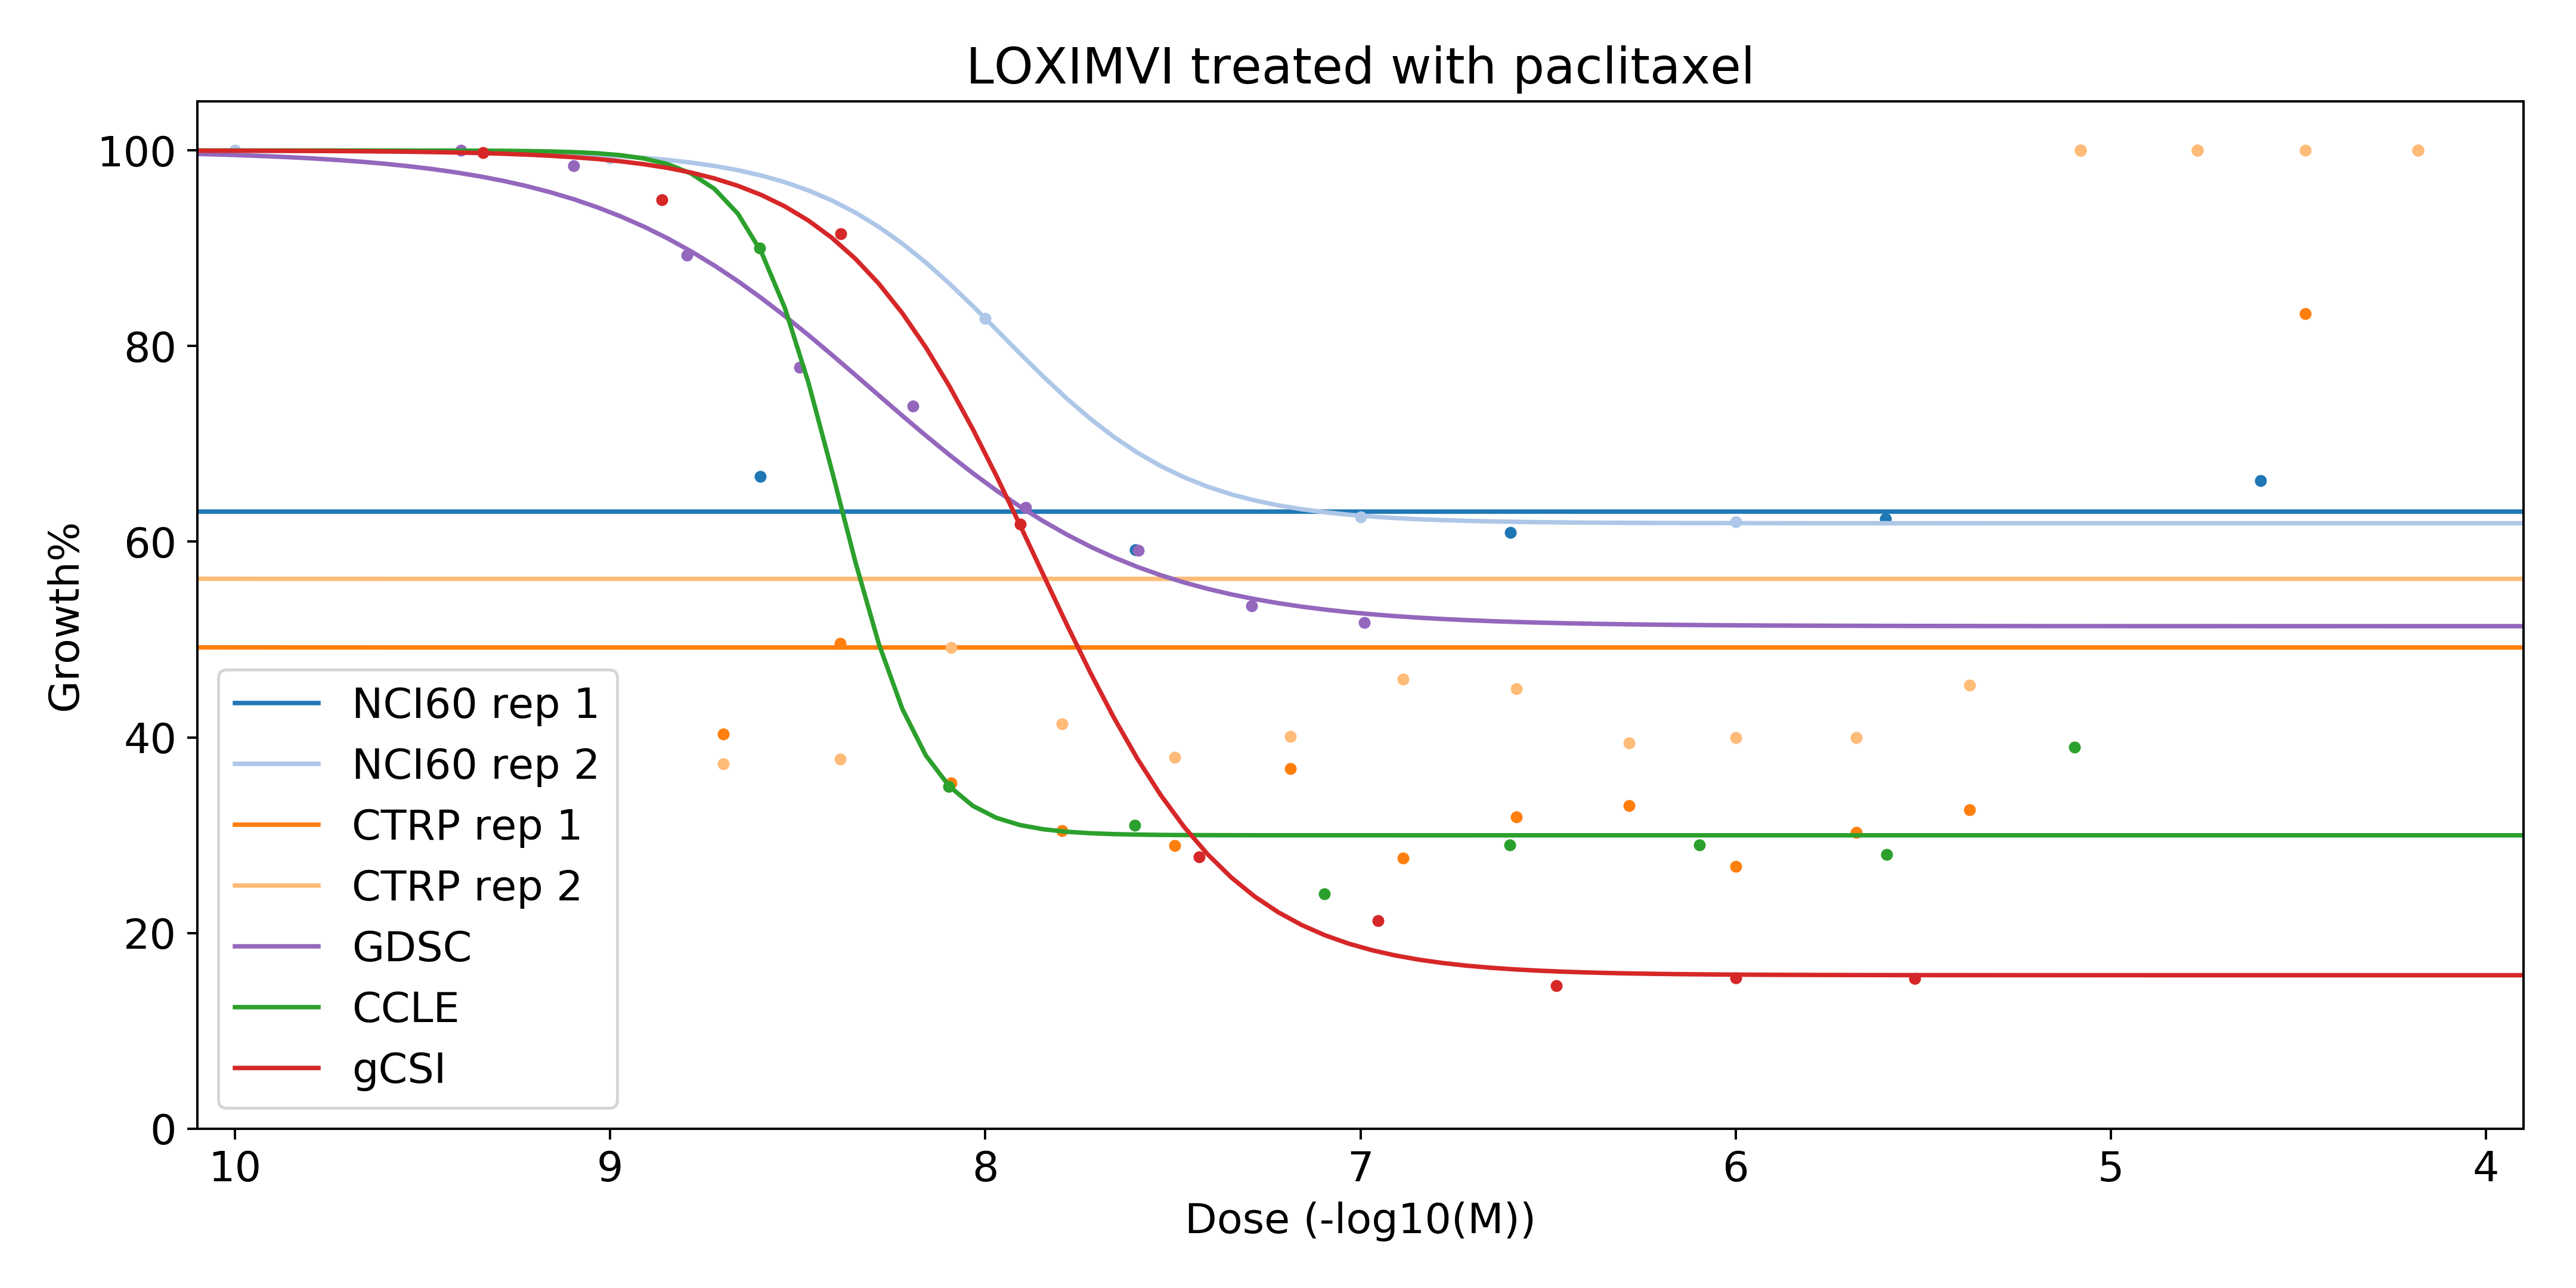 LOXIMVI treated with paclitaxel
Growth%
100
80
60
40
20
0
NCI60 rep 1
NCI60 rep 2
CTRP rep 1
CTRP rep 2
GDSC
CCLE
gCSI
10 9 8 7 6 5 4
Dose (-log10(M))